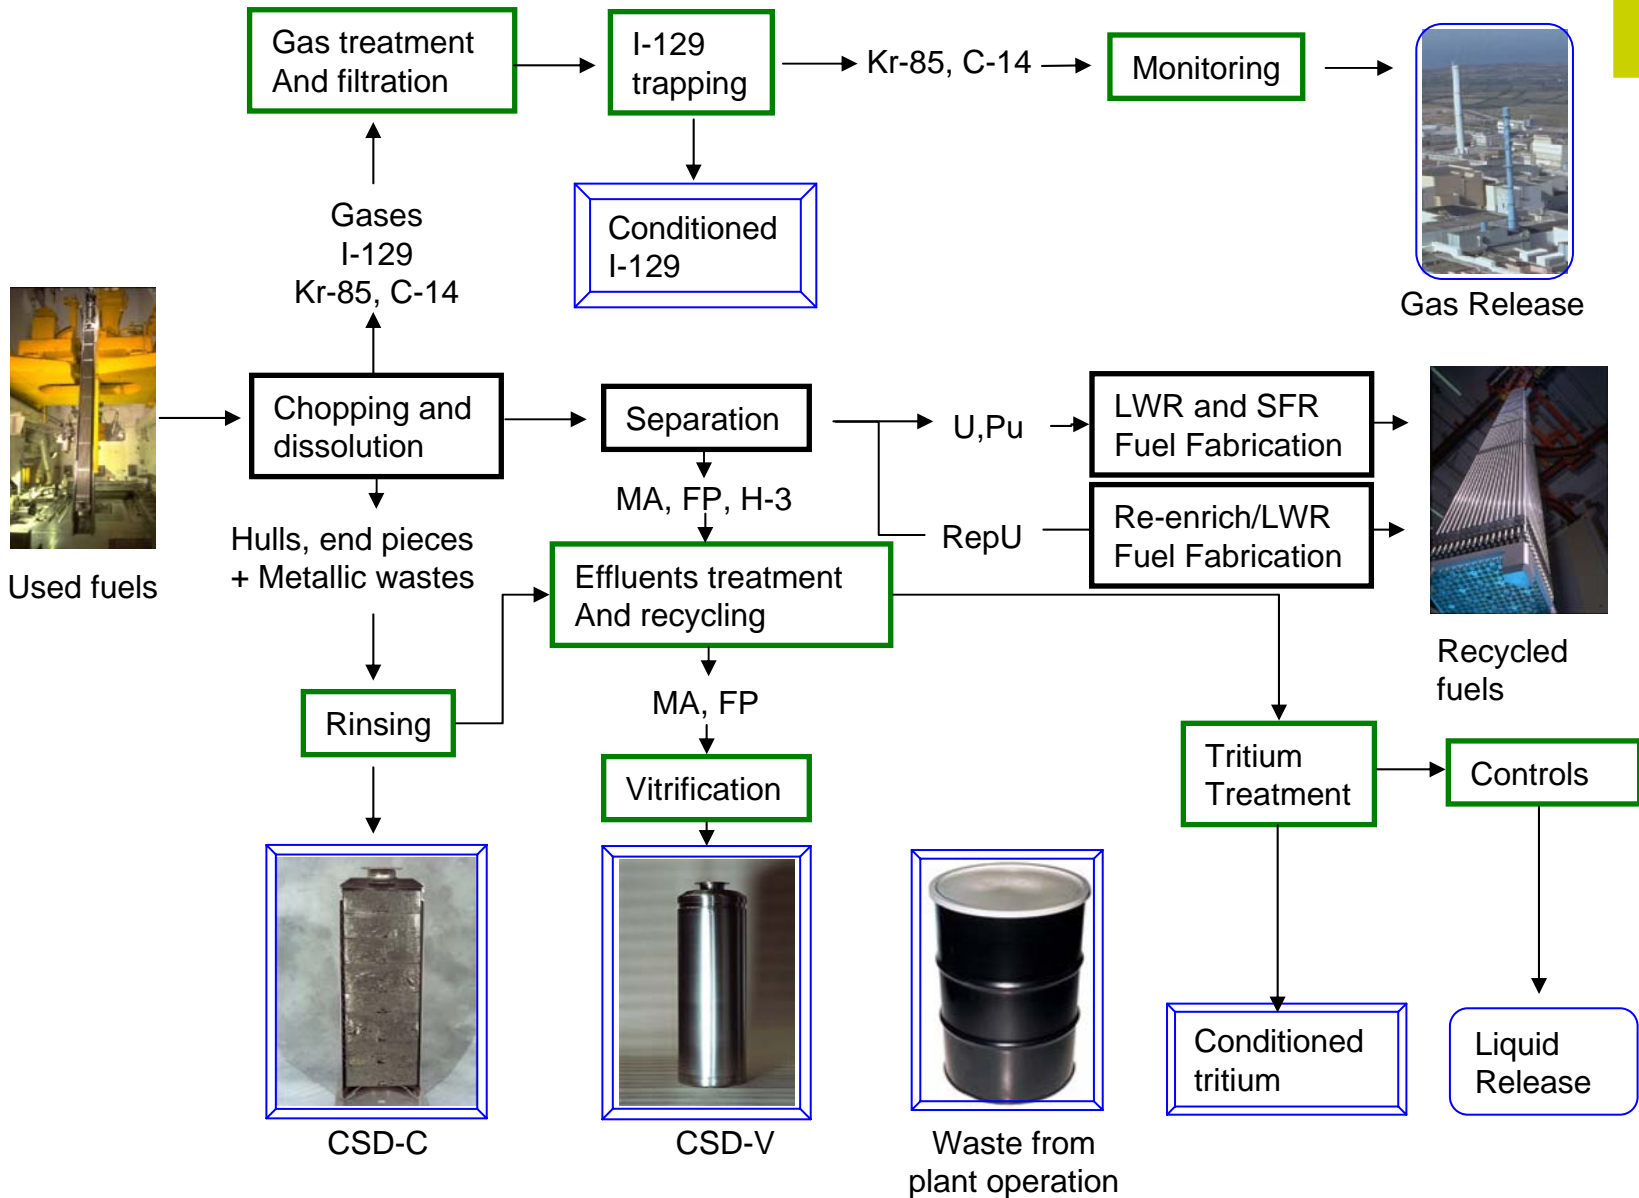 Gas treatment
And filtration
I-129
trapping
Kr-85, C-14
Monitoring
Gas Release
Gases
I-129
Kr-85, C-14
Conditioned
I-129
Used fuels
Chopping and
dissolution
Separation
U,Pu
LWR and SFR
Fuel Fabrication
MA, FP, H-3
RepU
Re-enrich/LWR
Fuel Fabrication
Recycled
fuels
Hulls, end pieces
+ Metallic wastes
Effluents treatment
And recycling
Rinsing
MA, FP
Vitrification
Tritium
Treatment
Controls
Conditioned
tritium
Liquid
Release
CSD-C
CSD-V
Waste from
plant operation